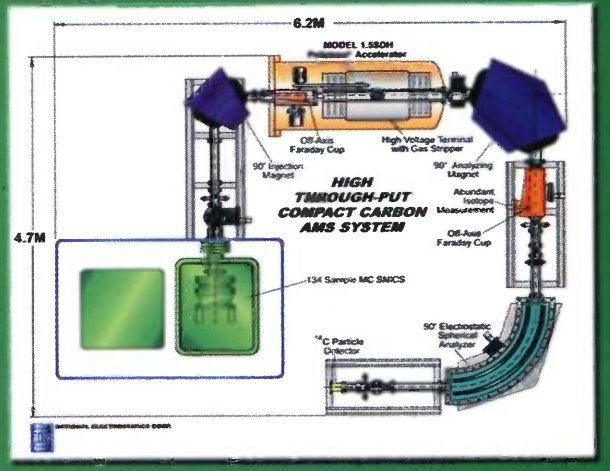 6.2M
MODEL 1.5SDH
Pelletron® Accelerator
4.7M
Off-Axis
Faraday Cup
High Voltage Terminal
with Gas Stripper
90° Injection
Magnet
90° Analyzing
Magnet
HIGH
THROUGH-PUT
COMPACT CARBON
AMS SYSTEM
Abundant
Isotope
Measurement
Off-Axis
Faraday Cup
134 Sample MC SNICS
90° Electrostatic
Spherical
Analyzer
¹⁴C Particle
Detector
NATIONAL ELECTROSTATICS CORP.